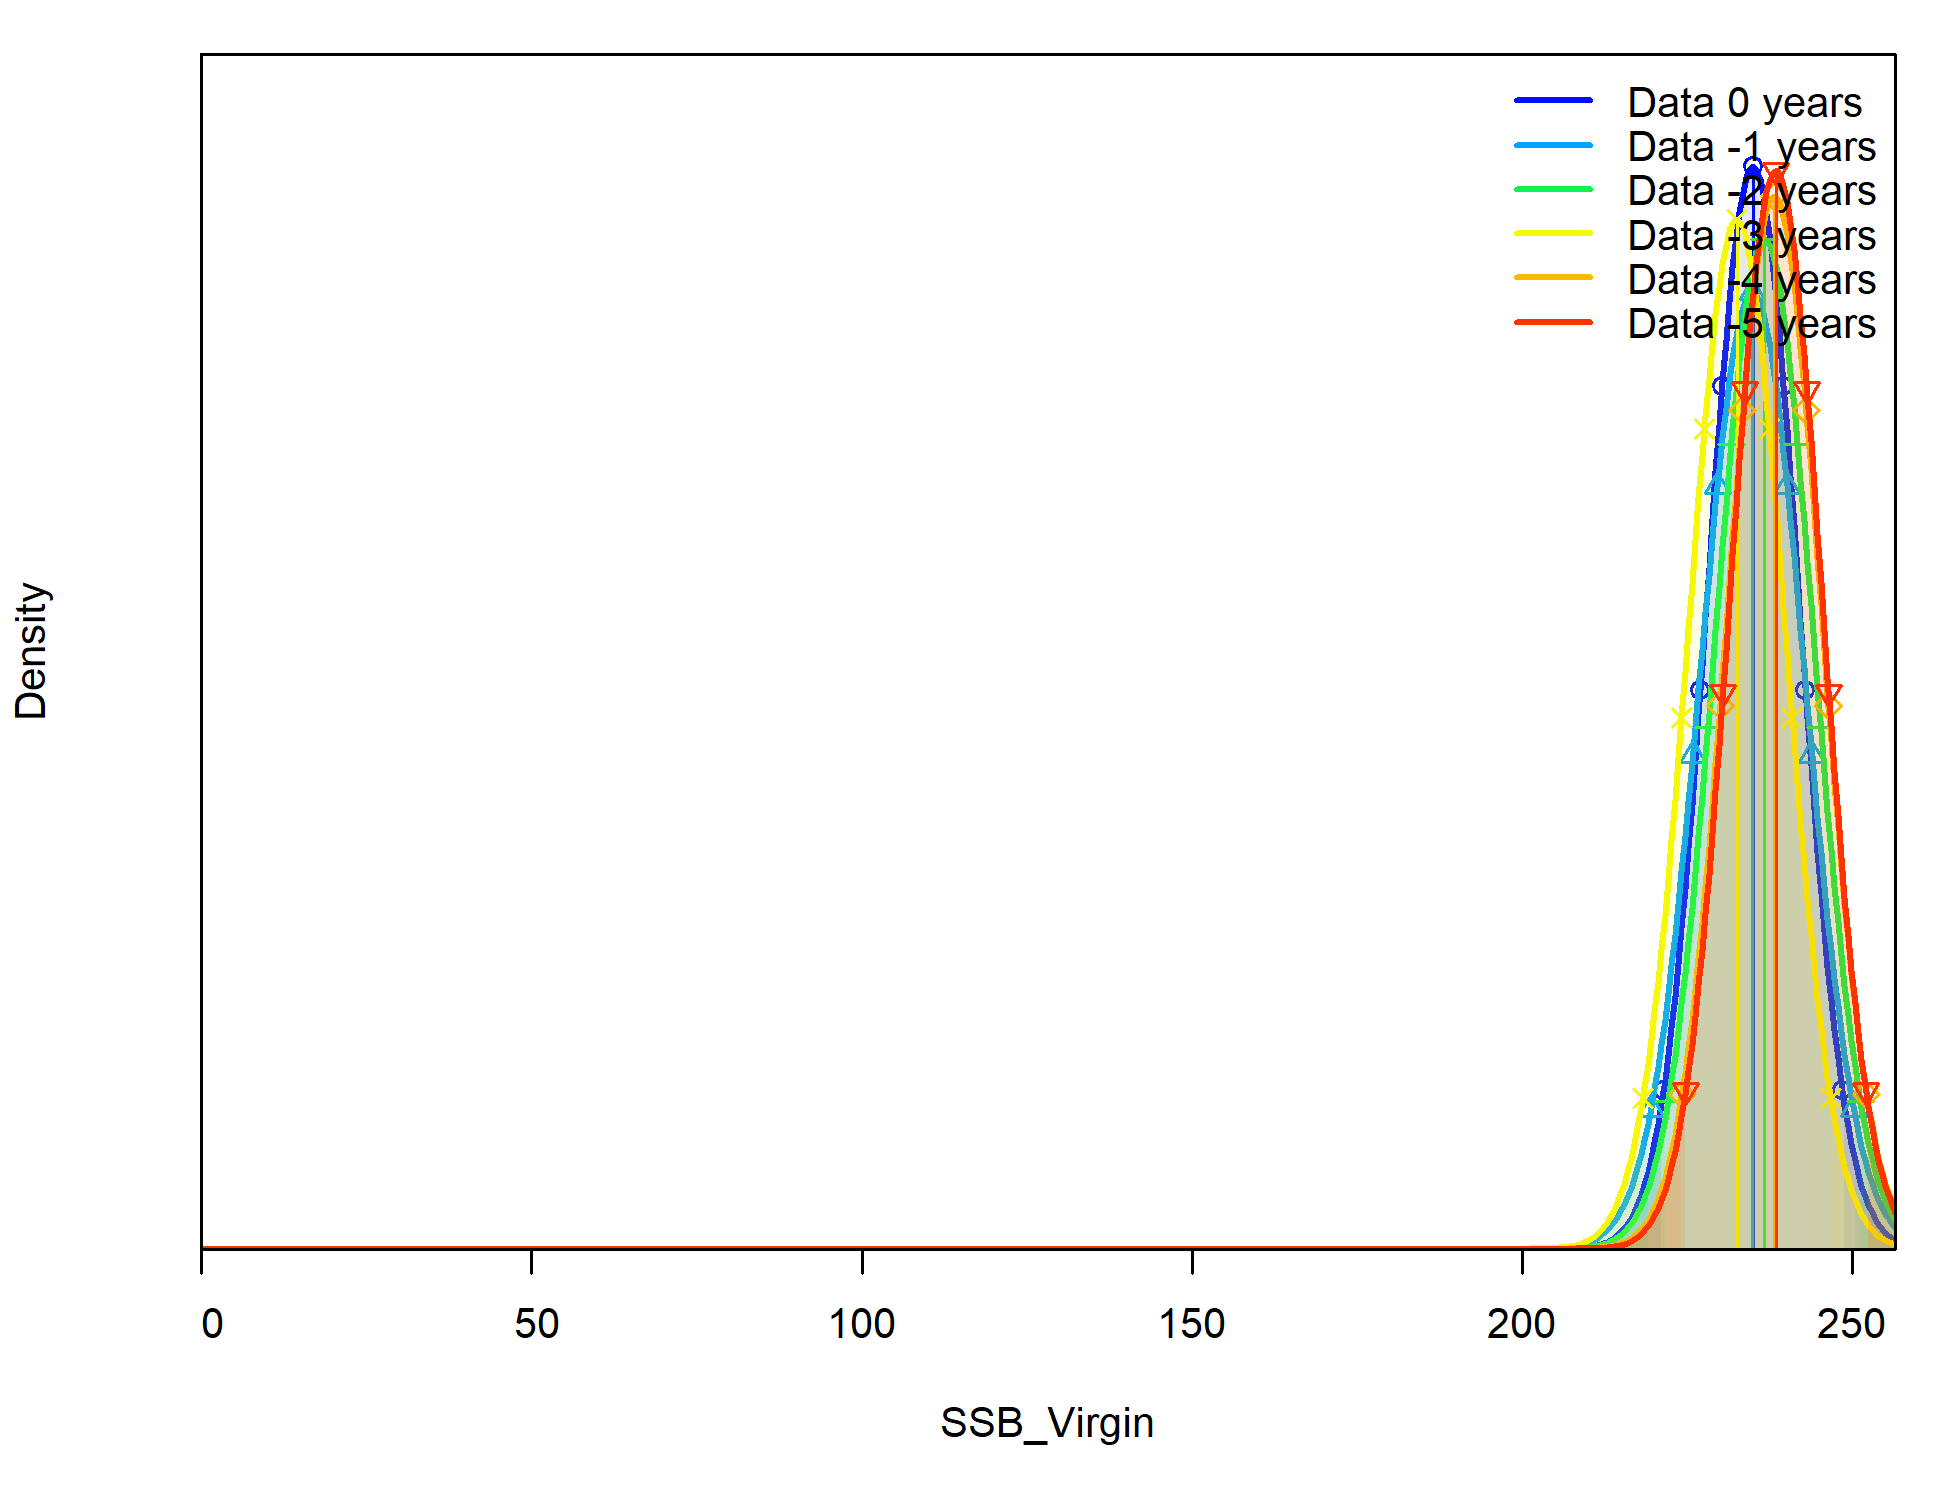 Data 0 years
Data -1 years
Data -2 years
Data -3 years
Data -4 years
Data -5 years
Density
0 50 100 150 200 250
SSB_Virgin